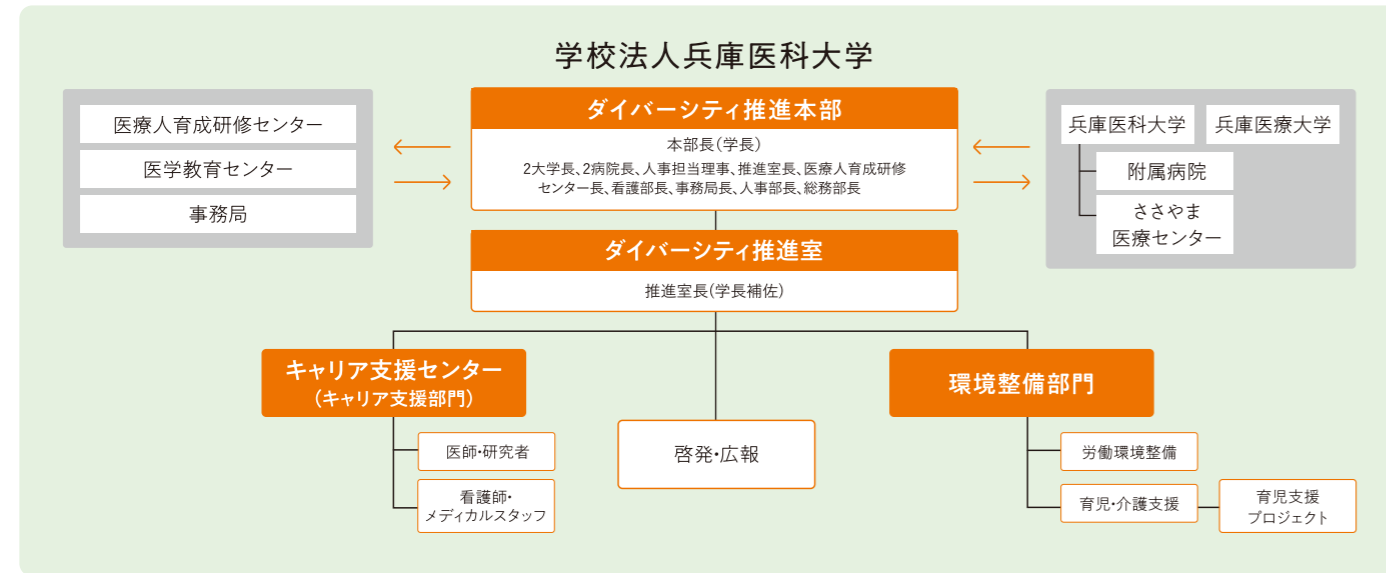 学校法人兵庫医科大学
医療人育成研修センター
医学教育センター
事務局
ダイバーシティ推進本部
本部長(学長)
2大学長、2病院長、人事担当理事、推進室長、医療人育成研修
センター長、看護部長、事務局長、人事部長、総務部長
兵庫医科大学
兵庫医療大学
附属病院
ささやま
医療センター
ダイバーシティ推進室
推進室長(学長補佐)
キャリア支援センター
(キャリア支援部門)
医師・研究者
看護師・
メディカルスタッフ
啓発・広報
環境整備部門
労働環境整備
育児・介護支援
育児支援
プロジェクト